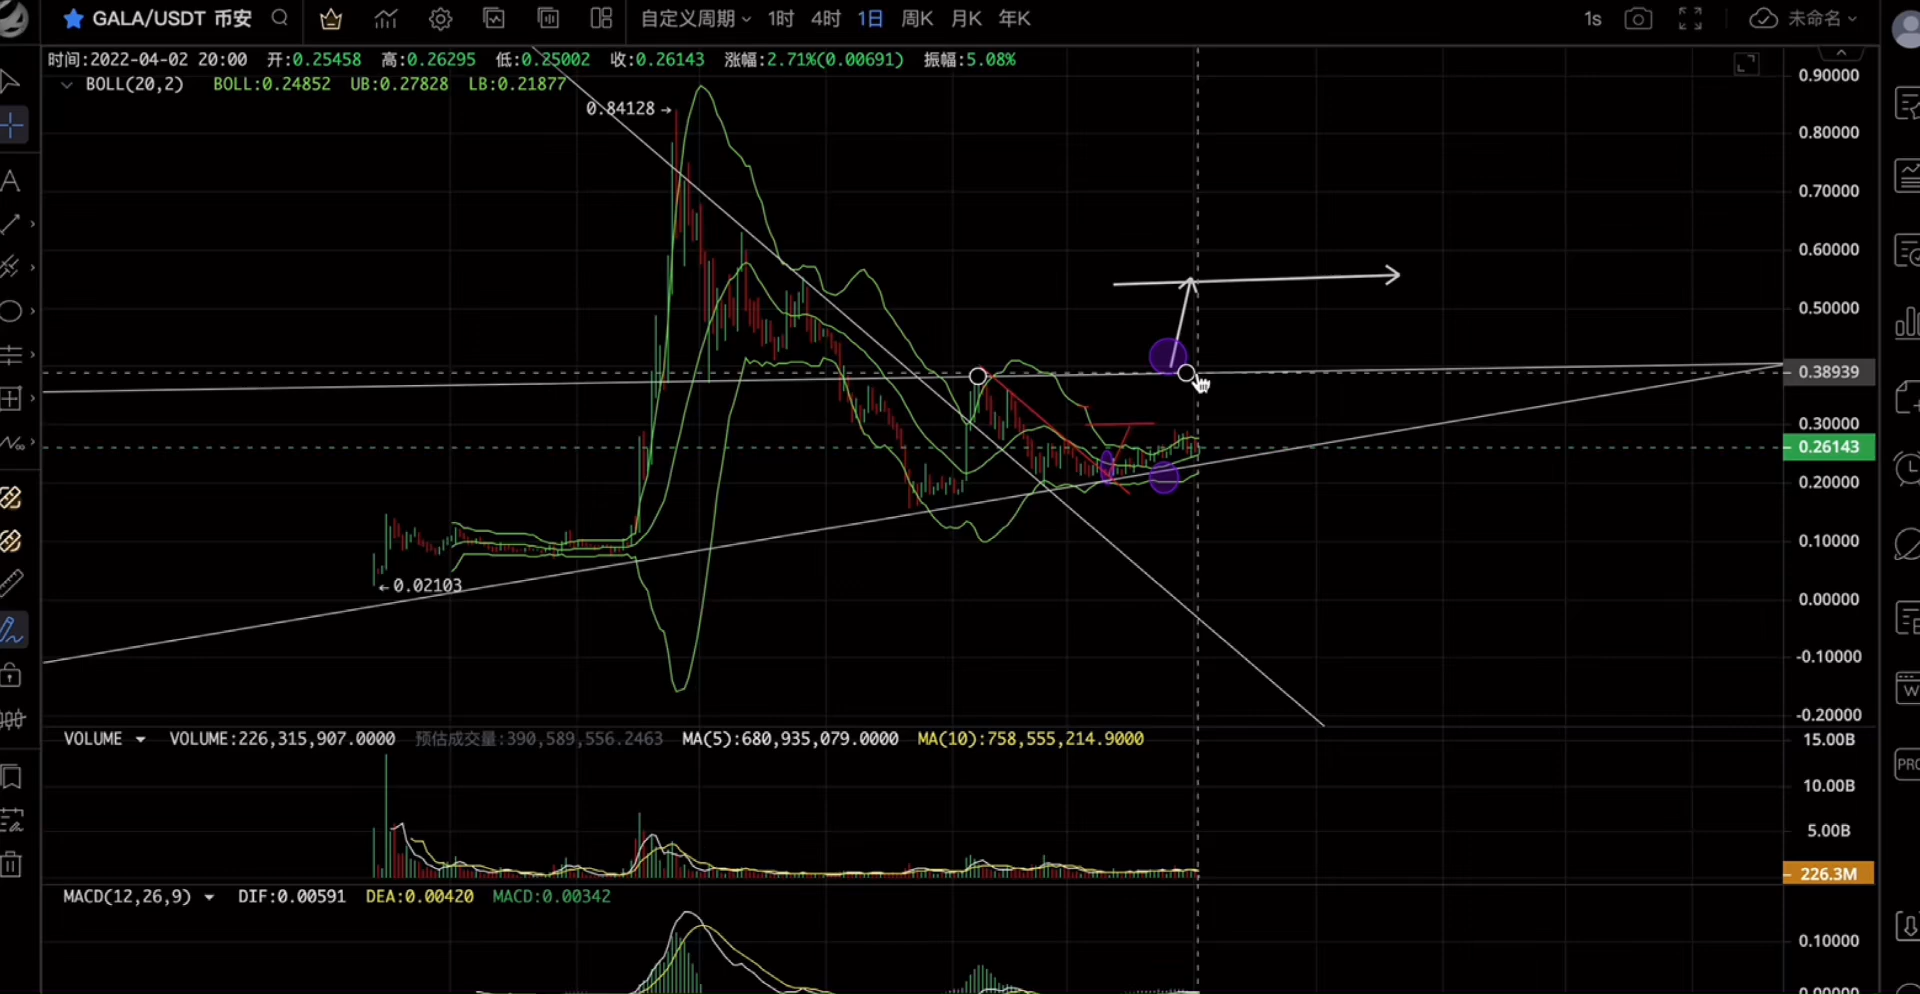 GALA/USDT 币安 自定义周期 1时 4时 1日 周K 月K 年K 1s 未命名
时间:2022-04-02 20:00 开:0.25458 高:0.26295 低:0.25002 收:0.26143 涨幅:2.71%(0.00691) 振幅:5.08%
BOLL(20,2) BOLL:0.24852 UB:0.27828 LB:0.21877
0.84128
0.02103
0.90000
0.80000
0.70000
0.60000
0.50000
0.38939
0.30000
0.26143
0.20000
0.10000
0.00000
-0.10000
-0.20000
VOLUME VOLUME:226,315,907.0000 预估成交量:390,589,556.2463 MA(5):680,935,079.0000 MA(10):758,555,214.9000
15.00B
10.00B
5.00B
226.3M
MACD(12,26,9) DIF:0.00591 DEA:0.00420 MACD:0.00342
0.10000
0.00000